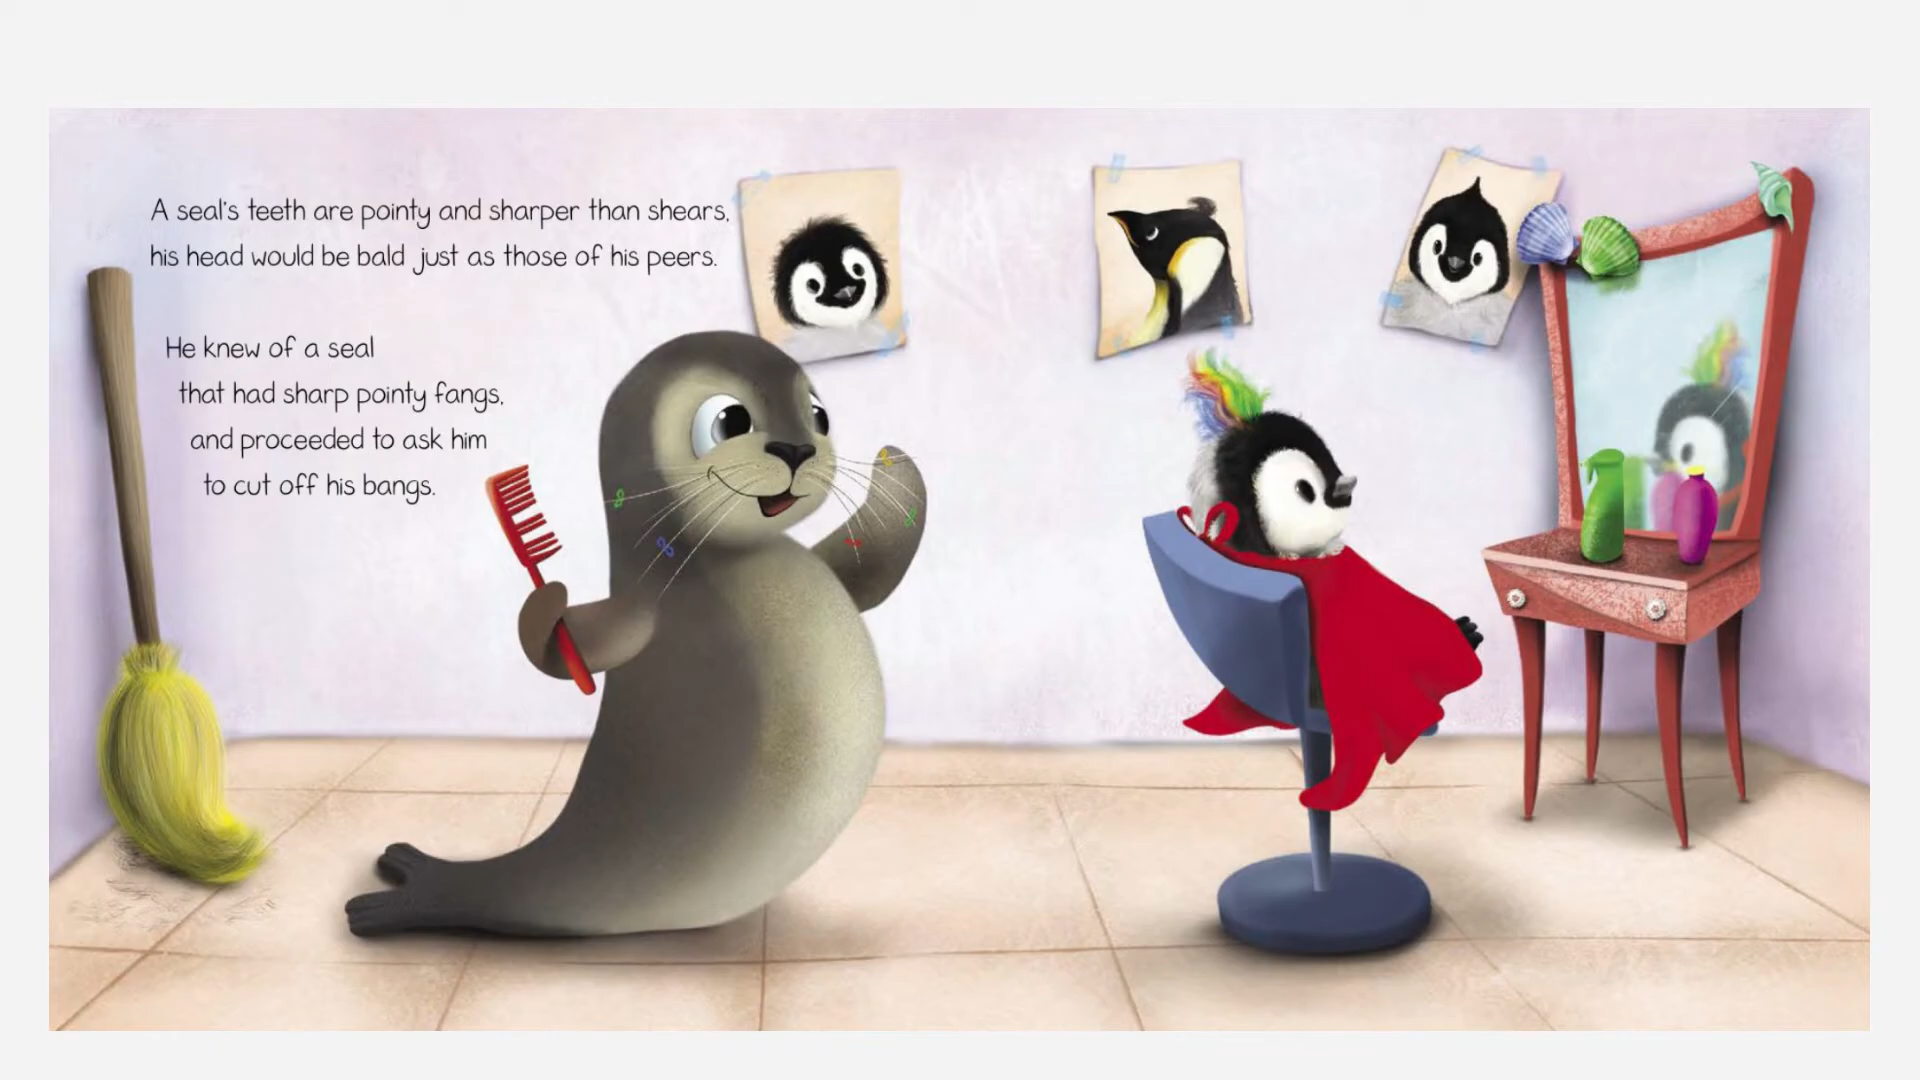 A seal's teeth are pointy and sharper than shears,
his head would be bald just as those of his peers.
He knew of a seal
that had sharp pointy fangs,
and proceeded to ask him
to cut off his bangs.